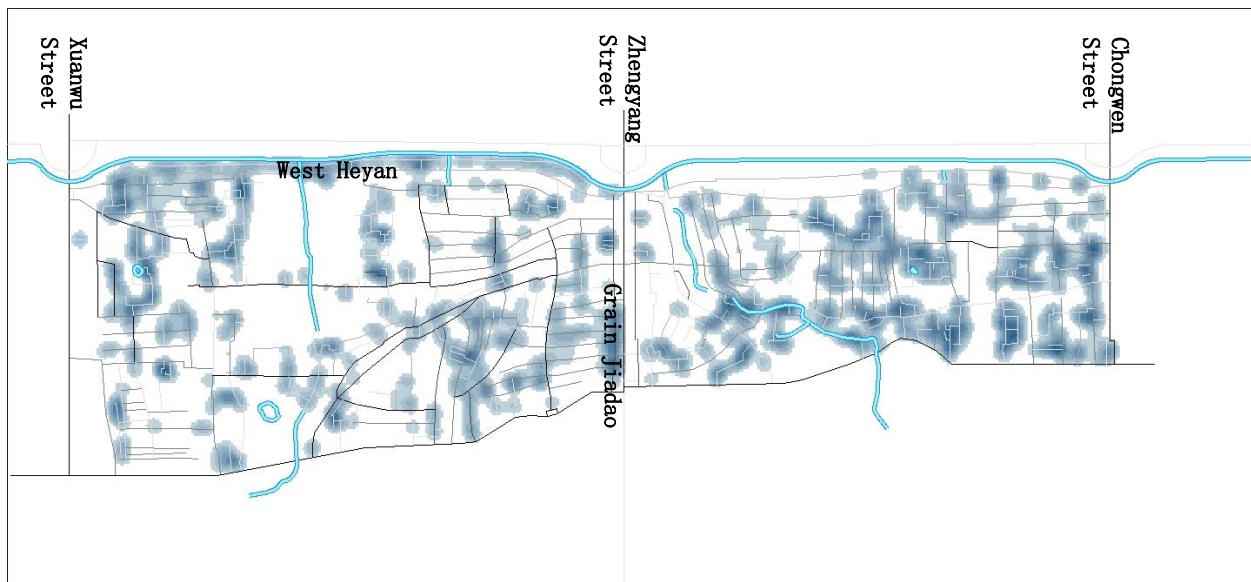 Xuanwu
Street
Zhengyang
Street
Chongwen
Street
West Heyan
Grain Jiadao